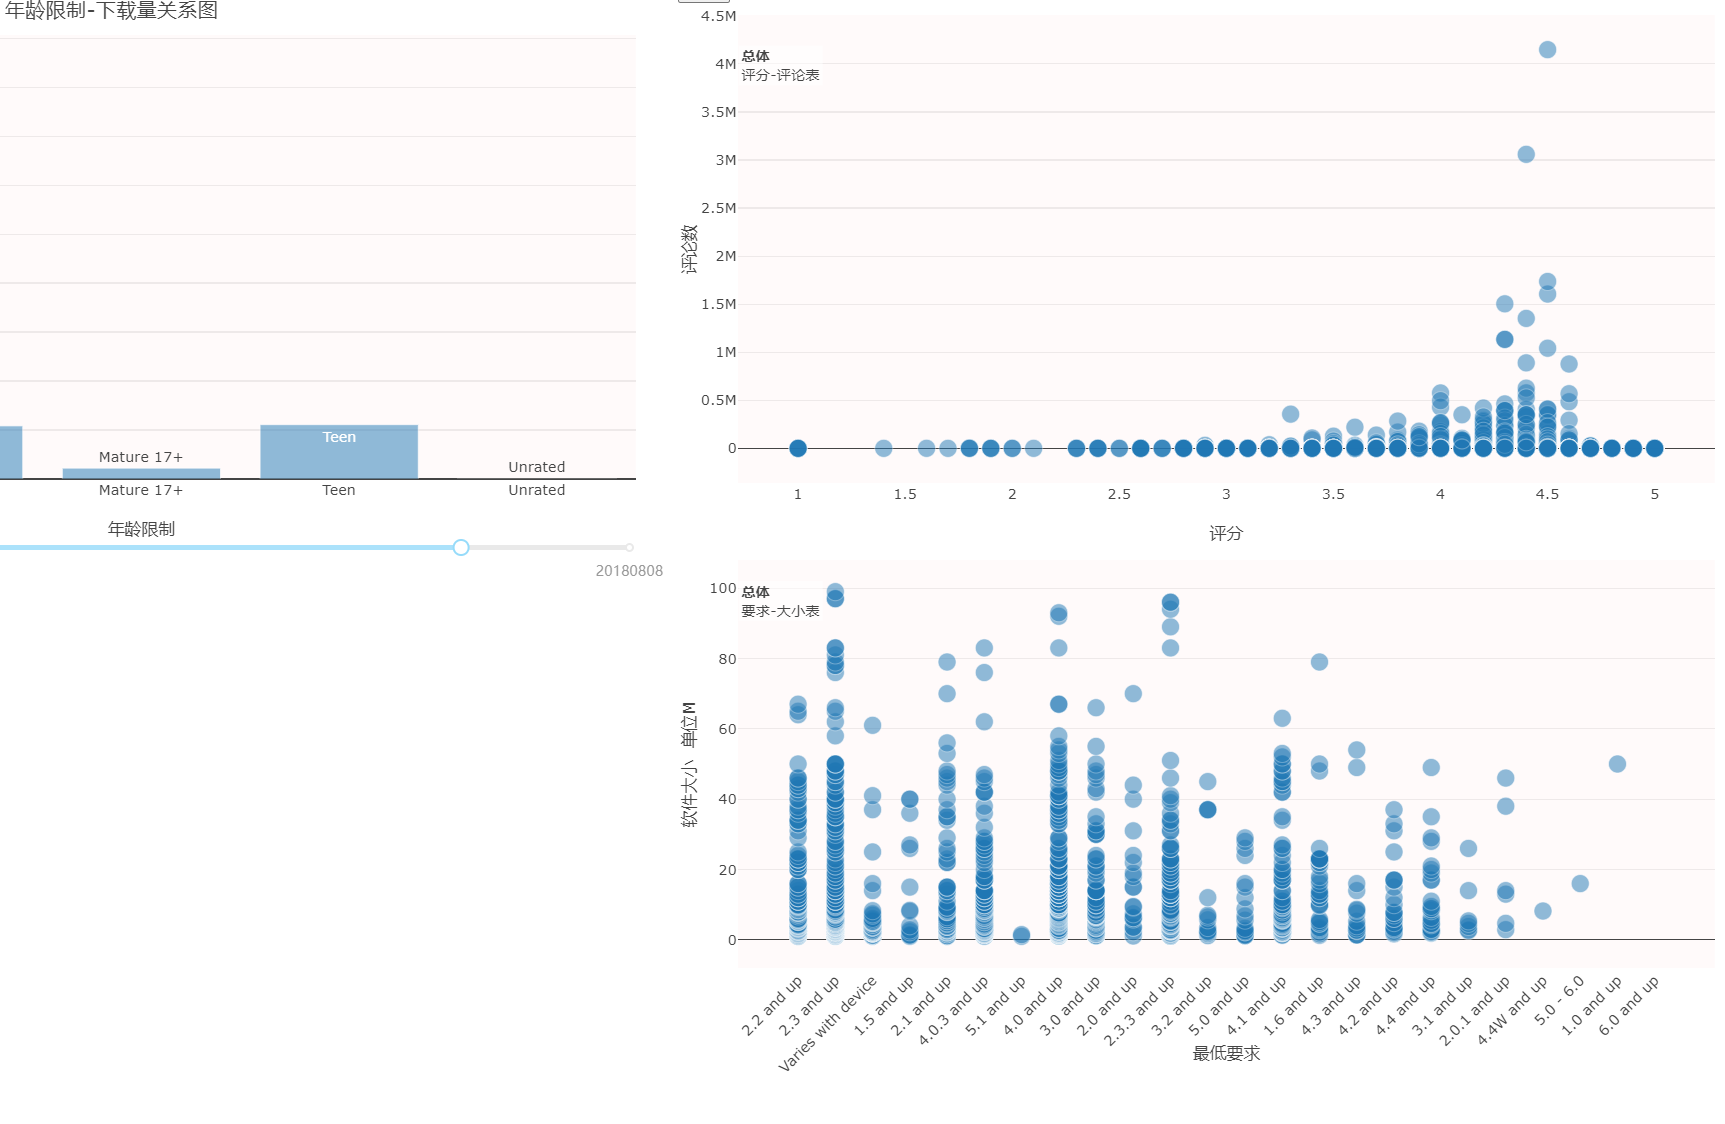 年龄限制-下载量关系图
Mature 17+
Teen
Unrated
Mature 17+
Teen
Unrated
年龄限制
20180808
4.5M
4M
3.5M
3M
2.5M
2M
1.5M
1M
0.5M
0
总体
评分-评论表
评论数
1
1.5
2
2.5
3
3.5
4
4.5
5
评分
100
80
60
40
20
0
总体
要求-大小表
软件大小 单位M
2.2 and up
2.3 and up
Varies with device
1.5 and up
2.1 and up
4.0.3 and up
5.1 and up
4.0 and up
3.0 and up
2.0 and up
2.3.3 and up
3.2 and up
5.0 and up
4.1 and up
1.6 and up
4.3 and up
4.2 and up
4.4 and up
3.1 and up
2.0.1 and up
4.4W and up
5.0 - 6.0
1.0 and up
6.0 and up
最低要求